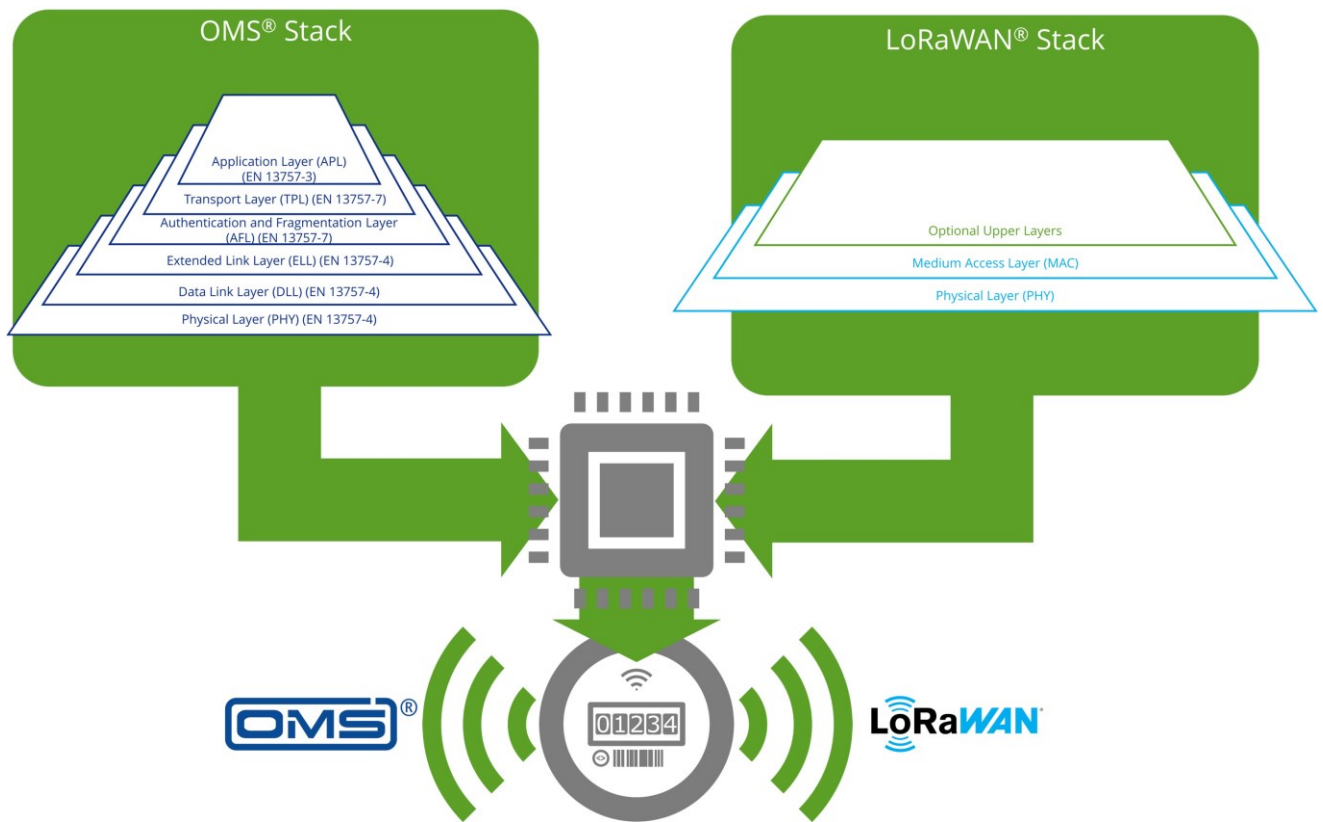 OMS® Stack
Application Layer (APL)
(EN 13757-3)
Transport Layer (TPL) (EN 13757-7)
Authentication and Fragmentation Layer
(AFL) (EN 13757-7)
Extended Link Layer (ELL) (EN 13757-4)
Data Link Layer (DLL) (EN 13757-4)
Physical Layer (PHY) (EN 13757-4)
LoRaWAN® Stack
Optional Upper Layers
Medium Access Layer (MAC)
Physical Layer (PHY)
OMS®
01234
LoRaWAN